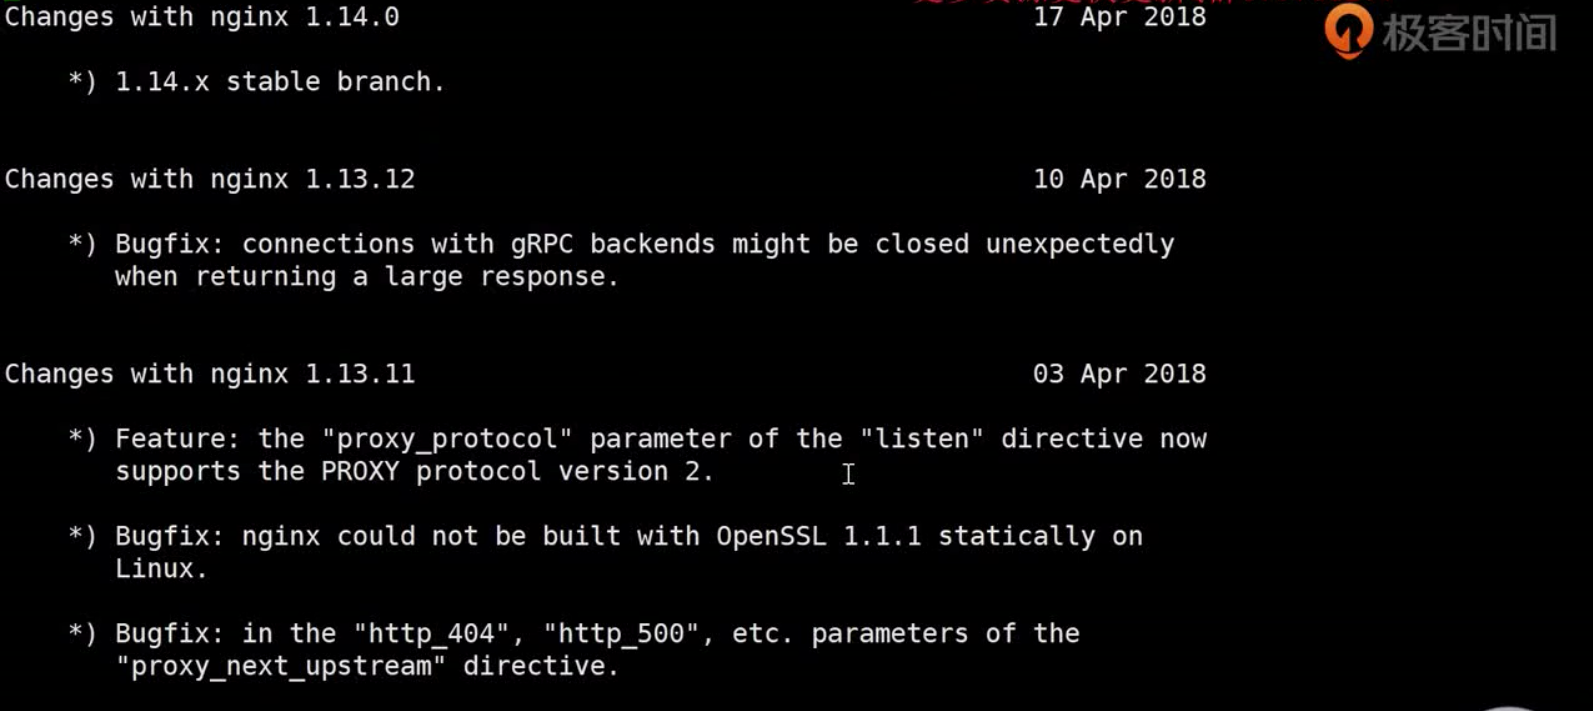 Changes with nginx 1.14.0 17 Apr 2018
极客时间
*) 1.14.x stable branch.
Changes with nginx 1.13.12 10 Apr 2018
*) Bugfix: connections with gRPC backends might be closed unexpectedly
when returning a large response.
Changes with nginx 1.13.11 03 Apr 2018
*) Feature: the "proxy_protocol" parameter of the "listen" directive now
supports the PROXY protocol version 2.
*) Bugfix: nginx could not be built with OpenSSL 1.1.1 statically on
Linux.
*) Bugfix: in the "http_404", "http_500", etc. parameters of the
"proxy_next_upstream" directive.